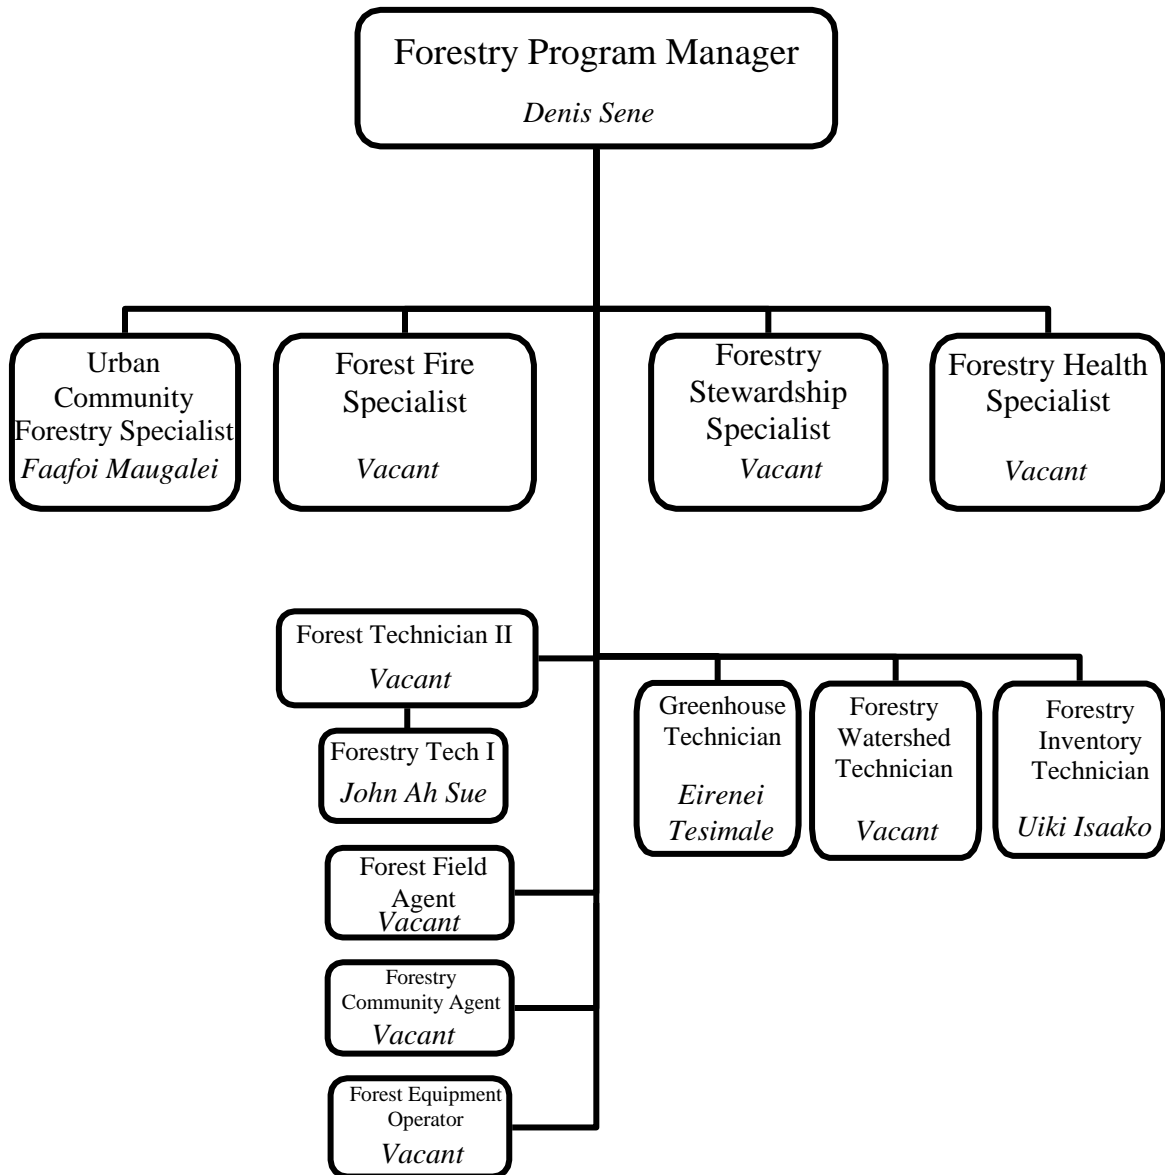 Forestry Program Manager
Denis Sene
Urban
Community
Forestry Specialist
Faafoi Maugalei
Forest Fire
Specialist
Vacant
Forestry
Stewardship
Specialist
Vacant
Forestry Health
Specialist
Vacant
Forest Technician II
Vacant
Forestry Tech I
John Ah Sue
Greenhouse
Technician
Eirenei
Tesimale
Forestry
Watershed
Technician
Vacant
Forestry
Inventory
Technician
Uiki Isaako
Forest Field
Agent
Vacant
Forestry
Community Agent
Vacant
Forest Equipment
Operator
Vacant